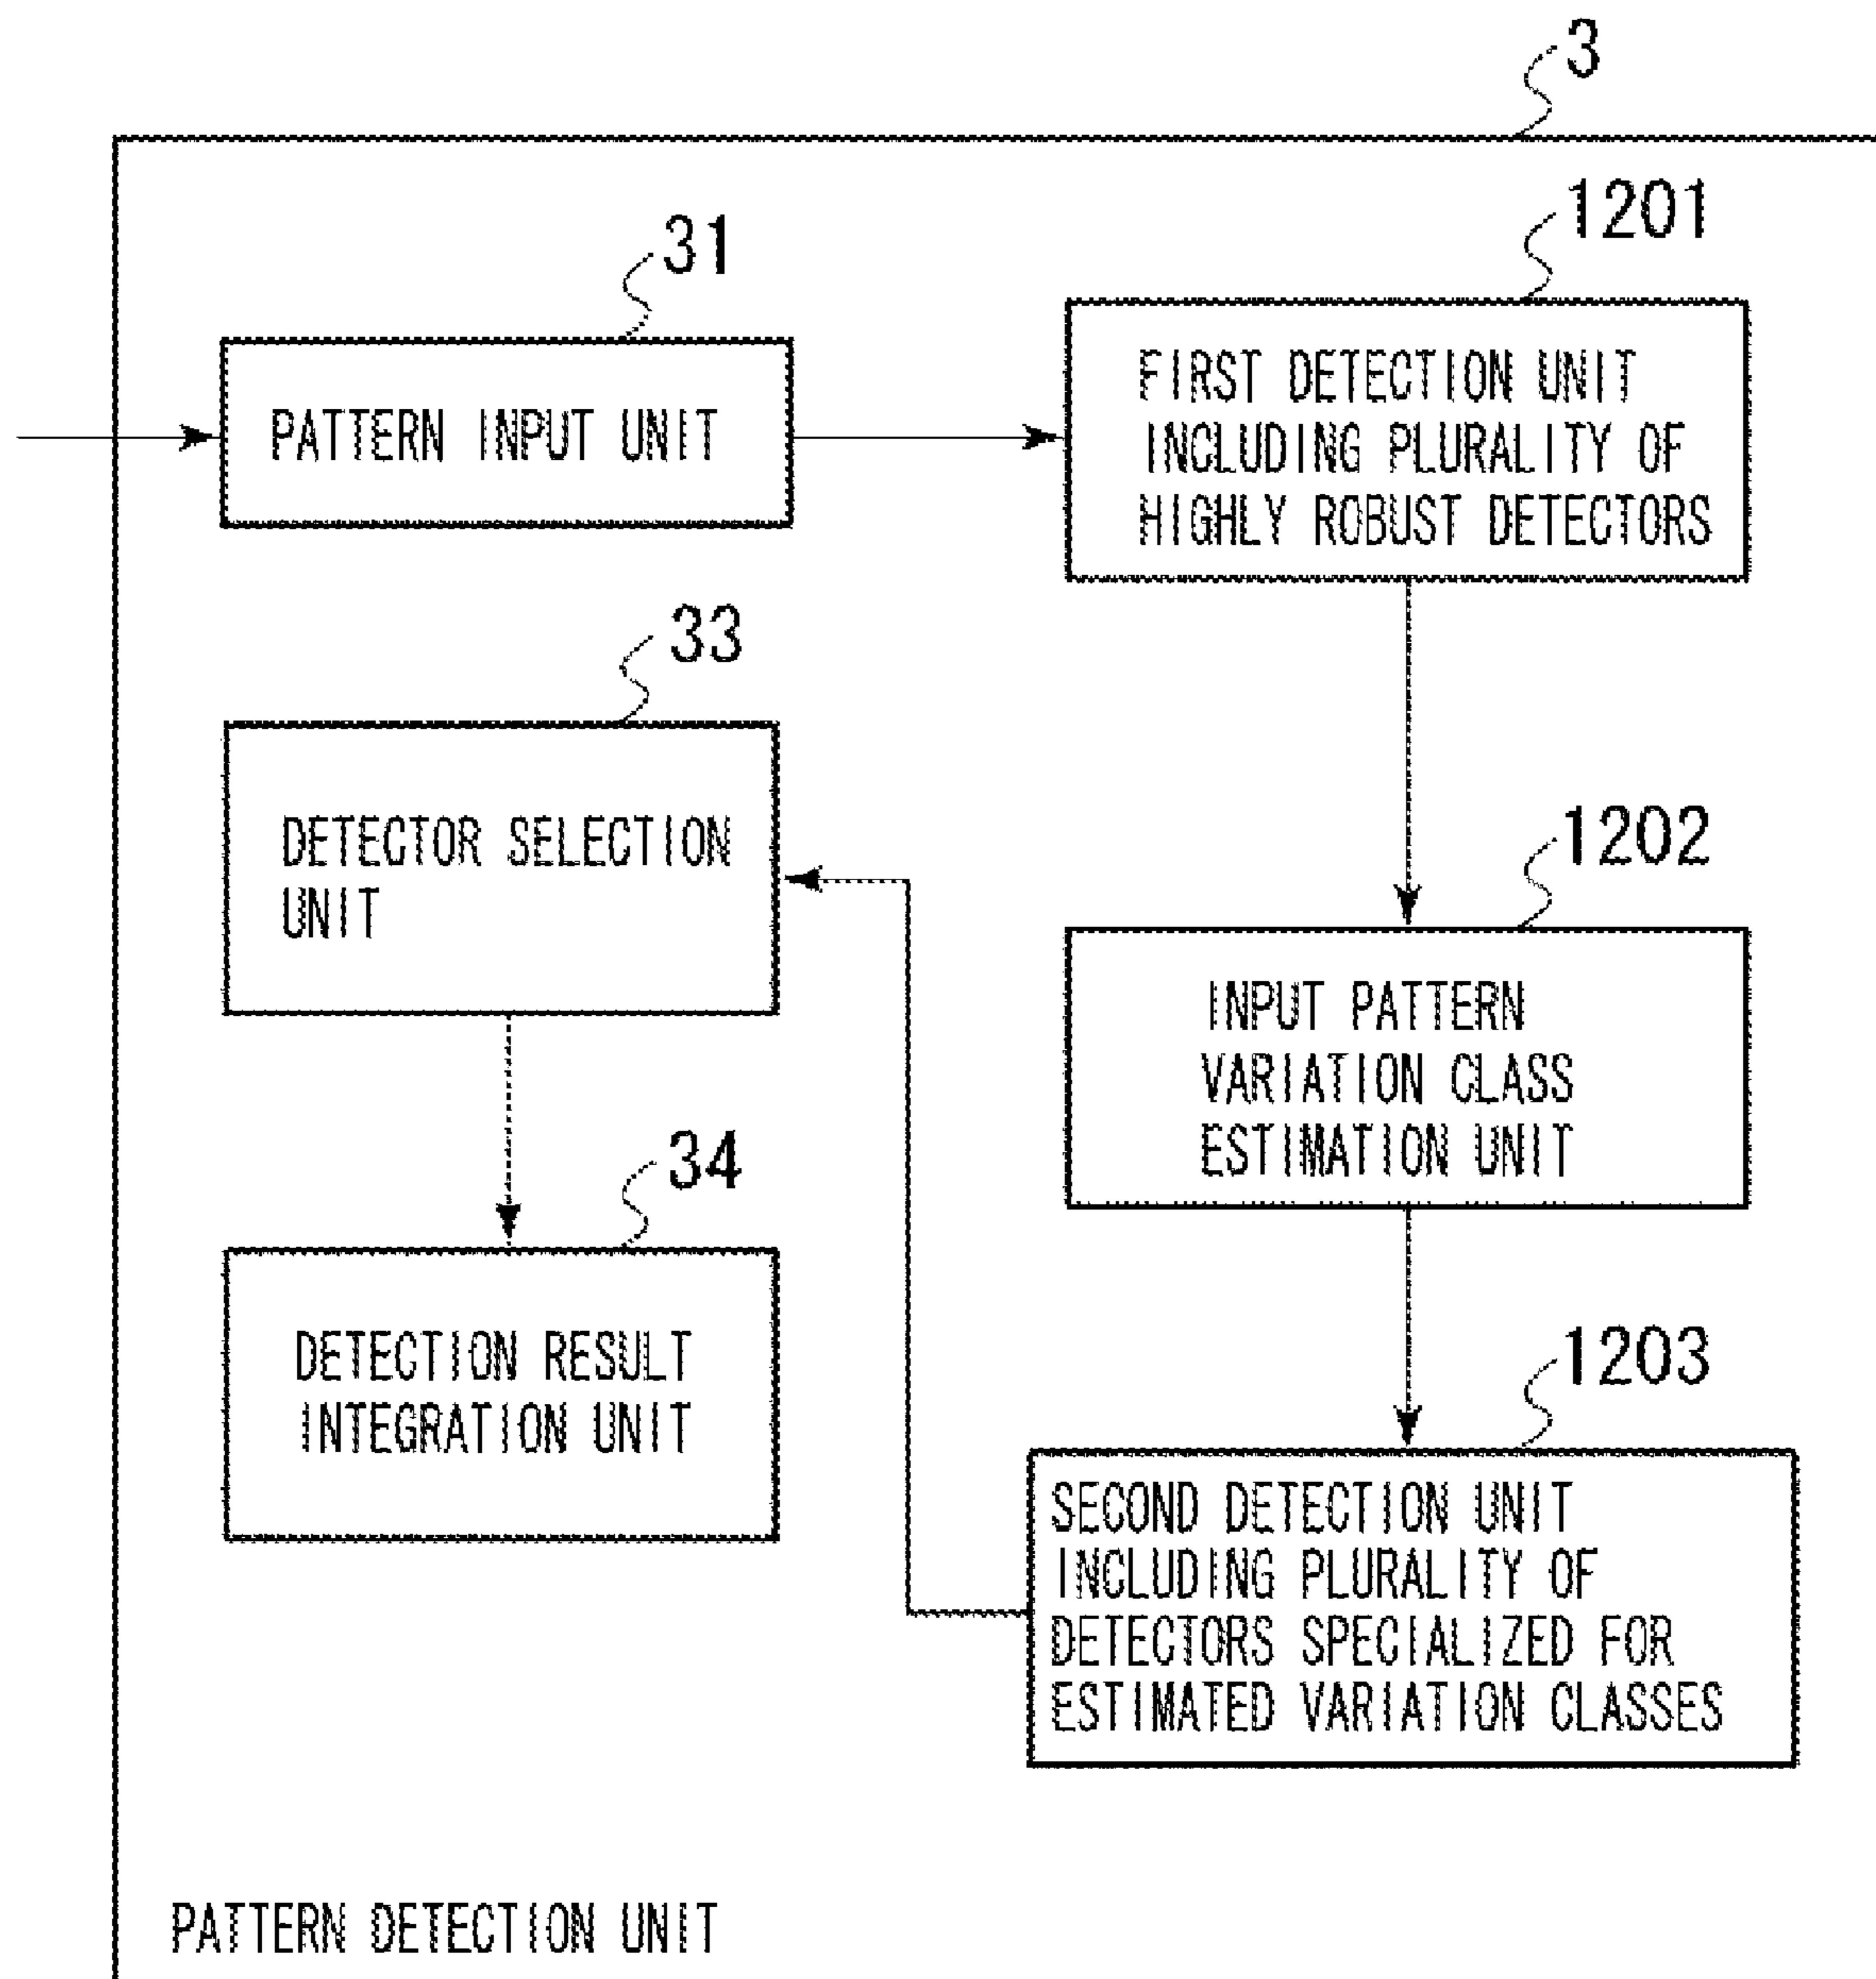 3
31
PATTERN INPUT UNIT
1201
FIRST DETECTION UNIT
INCLUDING PLURALITY OF
HIGHLY ROBUST DETECTORS
33
DETECTOR SELECTION
UNIT
1202
INPUT PATTERN
VARIATION CLASS
ESTIMATION UNIT
34
DETECTION RESULT
INTEGRATION UNIT
1203
SECOND DETECTION UNIT
INCLUDING PLURALITY OF
DETECTORS SPECIALIZED FOR
ESTIMATED VARIATION CLASSES
PATTERN DETECTION UNIT